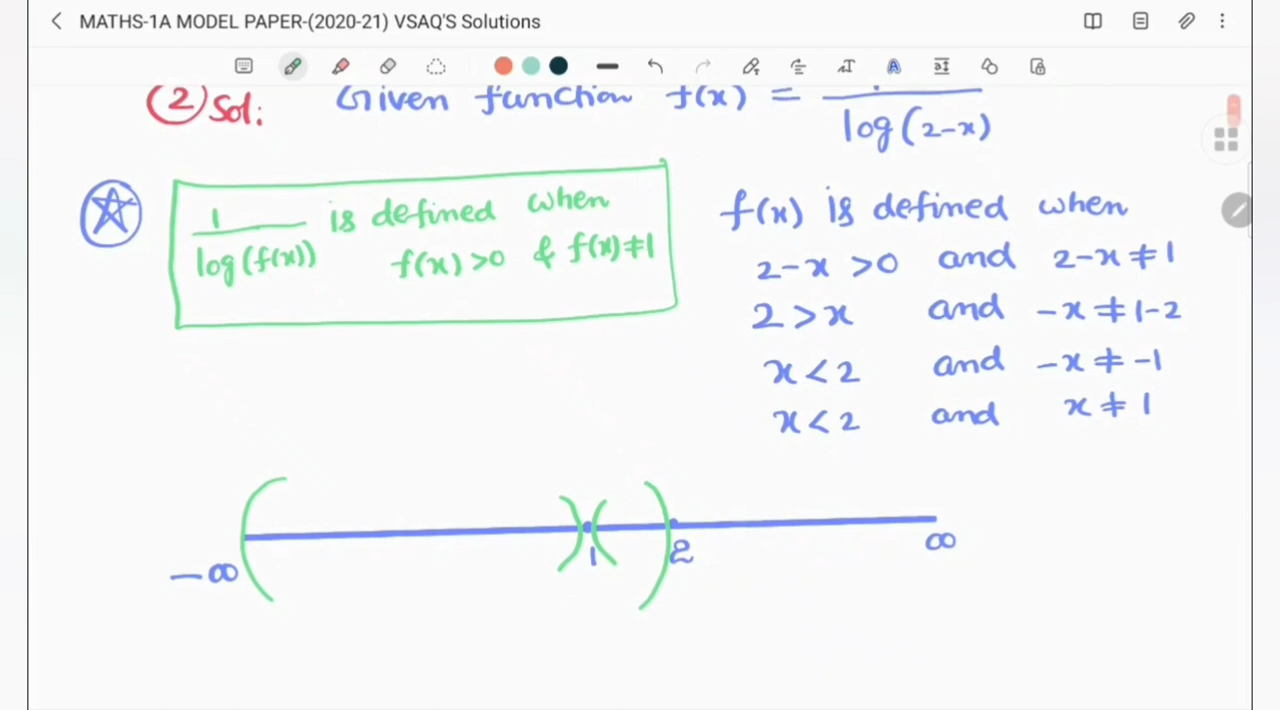 MATHS-1A MODEL PAPER-(2020-21) VSAQ'S Solutions
(2) Sol: Given function f(x) = ―――
log(2-x)
1 is defined when
log(f(x)) f(x) >0 & f(x)≠1
f(x) is defined when
2-x >0 and 2-x ≠ 1
2 > x and -x ≠ 1-2
x < 2 and -x ≠ -1
x < 2 and x ≠ 1
-∞ 1 2 ∞